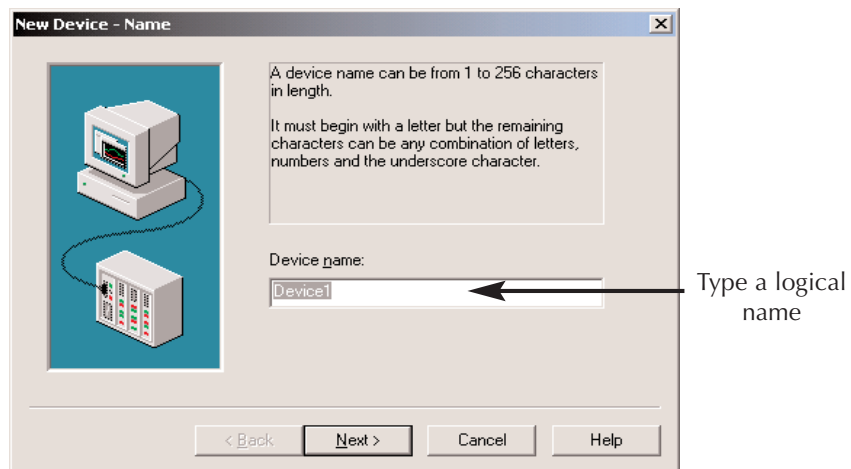 New Device - Name
A device name can be from 1 to 256 characters
in length.
It must begin with a letter but the remaining
characters can be any combination of letters,
numbers and the underscore character.
Device name:
Device1
Type a logical
name
< Back
Next >
Cancel
Help